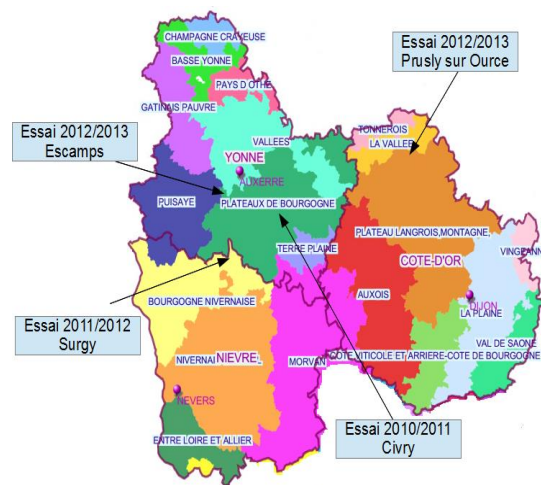 CHAMPAGNE CRAYEUSE
BASSE YONNE
PAYS D OTHE
GATINAIS PAUVRE
Essai 2012/2013
Prusly sur Ource
Essai 2012/2013
Escamps
VALLEES
YONNE
AUXERRE
TONNEROIS
LA VALLEE
PUISAYE
PLATEAUX DE BOURGOGNE
PLATEAU LANGROIS,MONTAGNE,
VINGEANN
TERRE PLAINE
COTE-D'OR
BOURGOGNE NIVERNAISE
AUXOIS
DIJON
LA PLAINE
Essai 2011/2012
Surgy
VAL DE SAONE
NIVERNAI
NIEVRE
MORVAN
COTE VITICOLE ET ARRIERE-COTE DE BOURGOGNE
NEVERS
Essai 2010/2011
Civry
ENTRE LOIRE ET ALLIER